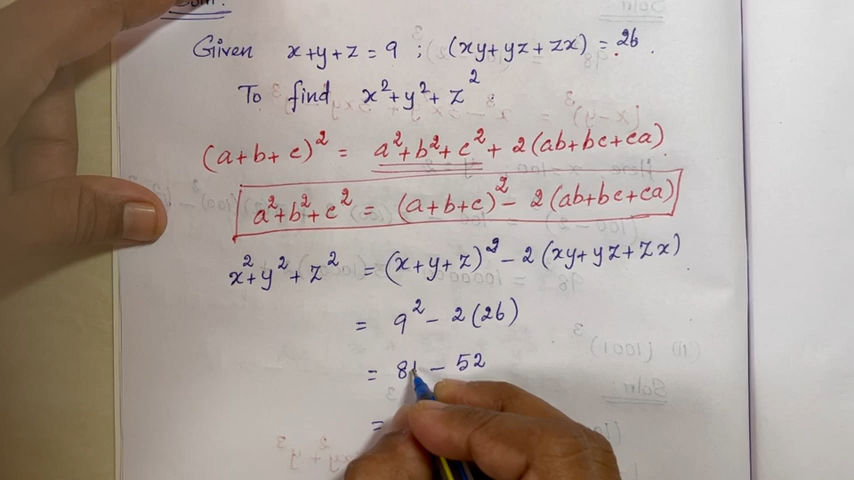 Soln:
Given x+y+z = 9 ; (xy+yz+zx) = 26.
To find x²+y²+z²
(a+b+c)² = a²+b²+c² + 2(ab+bc+ca)
a²+b²+c² = (a+b+c)² - 2(ab+bc+ca)
x²+y²+z² = (x+y+z)² - 2(xy+yz+zx)
= 9² - 2(26)
= 81 - 52
=